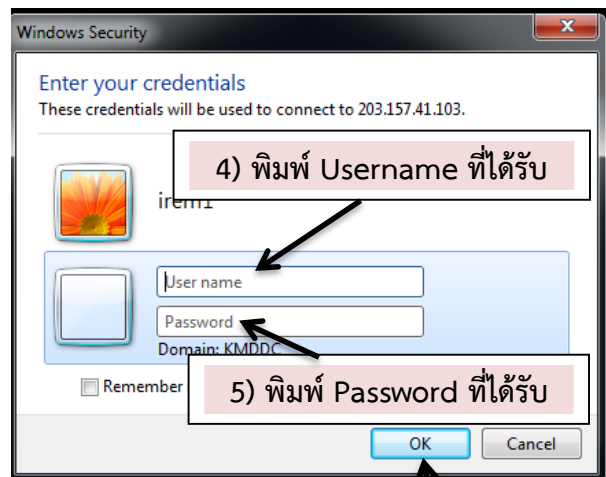 Windows Security
Enter your credentials
These credentials will be used to connect to 203.157.41.103.
4) พิมพ์ Username ที่ได้รับ
irem1
User name
Password
Domain: KMDDC
5) พิมพ์ Password ที่ได้รับ
Remember
OK
Cancel